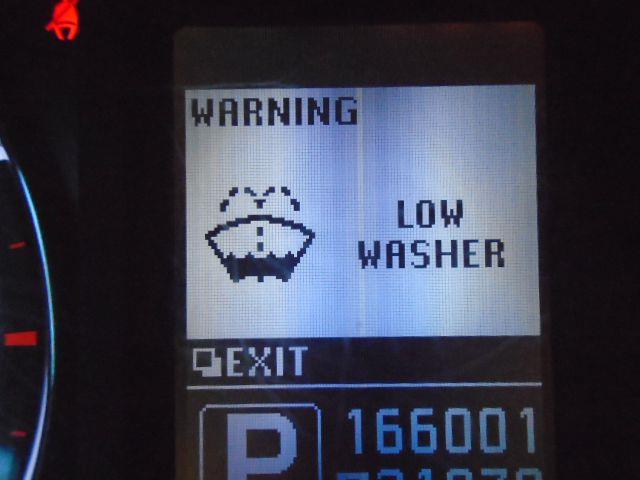 WARNING
LOW
WASHER
EXIT
P
166001